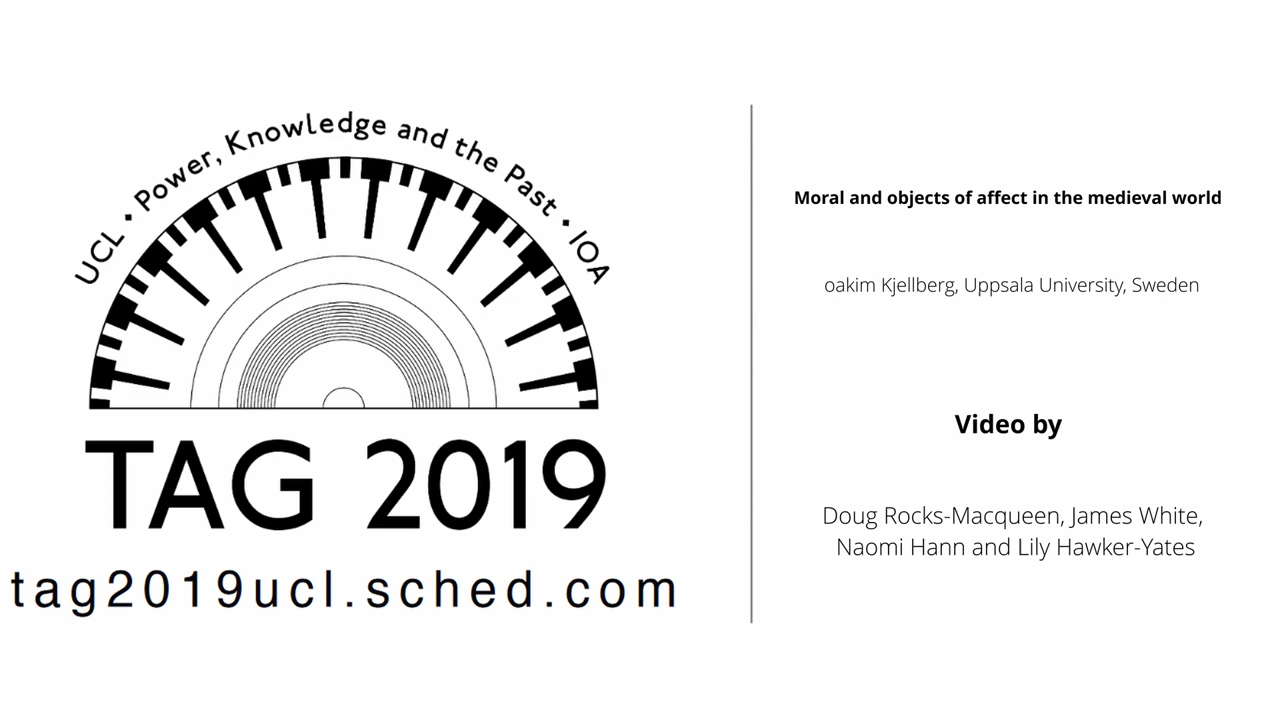 UCL • Power, Knowledge and the Past • IOA
TAG 2019
tag2019ucl.sched.com
Moral and objects of affect in the medieval world
oakim Kjellberg, Uppsala University, Sweden
Video by
Doug Rocks-Macqueen, James White,
Naomi Hann and Lily Hawker-Yates